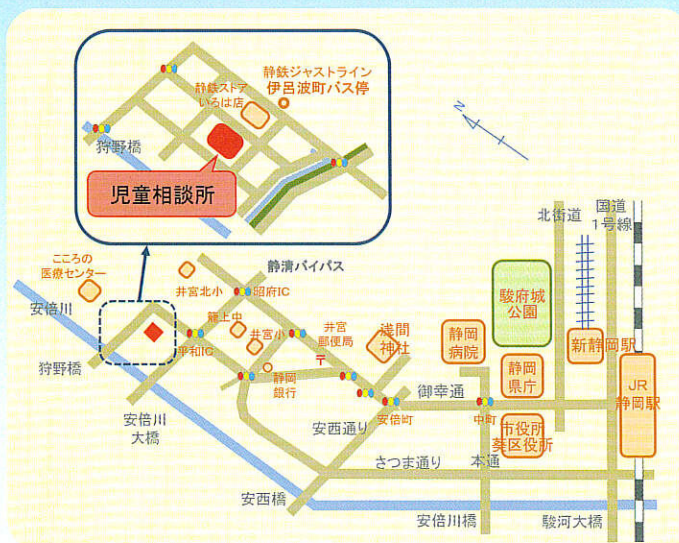 静鉄ジャストライン
伊呂波町バス停
静鉄ストア
いろは店
狩野橋
児童相談所
N
北街道
国道
1号線
こころの
医療センター
静清バイパス
安倍川
井宮北小
昭府IC
籠上中
井宮小
井宮
郵便局
〒
浅間
神社
静岡
病院
駿府城
公園
新静岡駅
平和IC
狩野橋
静岡
銀行
静岡
県庁
JR
静岡駅
御幸通
安倍町
中町
市役所
葵区役所
安倍川
大橋
安西通り
さつま通り
本通
安西橋
安倍川橋
駿河大橋